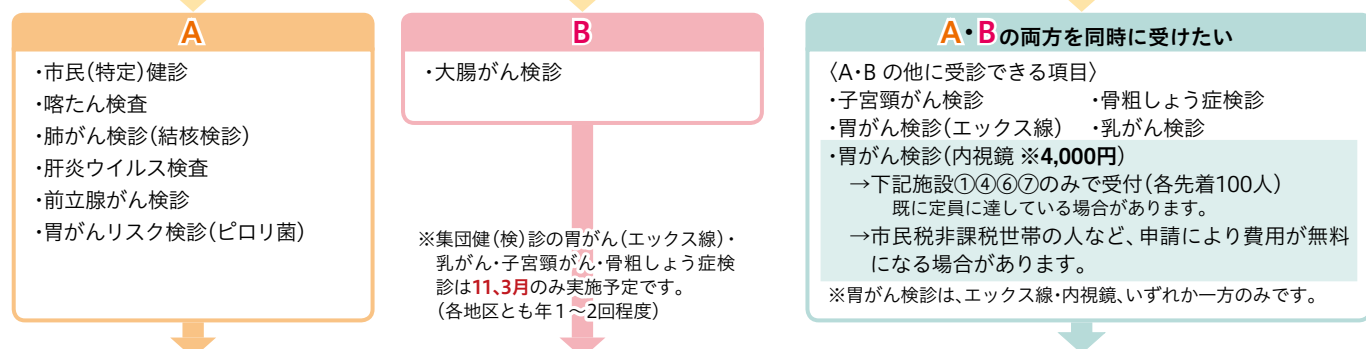 A
・市民(特定)健診
・喀たん検査
・肺がん検診(結核検診)
・肝炎ウイルス検査
・前立腺がん検診
・胃がんリスク検診(ピロリ菌)
B
・大腸がん検診
※集団健(検)診の胃がん(エックス線)・
乳がん・子宮頸がん・骨粗しょう症検
診は11、3月のみ実施予定です。
(各地区とも年1~2回程度)
A・Bの両方を同時に受けたい
〈A・B の他に受診できる項目〉
・子宮頸がん検診 ・骨粗しょう症検診
・胃がん検診(エックス線) ・乳がん検診
・胃がん検診(内視鏡 ※4,000円)
→下記施設①④⑥⑦のみで受付(各先着100人)
既に定員に達している場合があります。
→市民税非課税世帯の人など、申請により費用が無料
になる場合があります。
※胃がん検診は、エックス線・内視鏡、いずれか一方のみです。